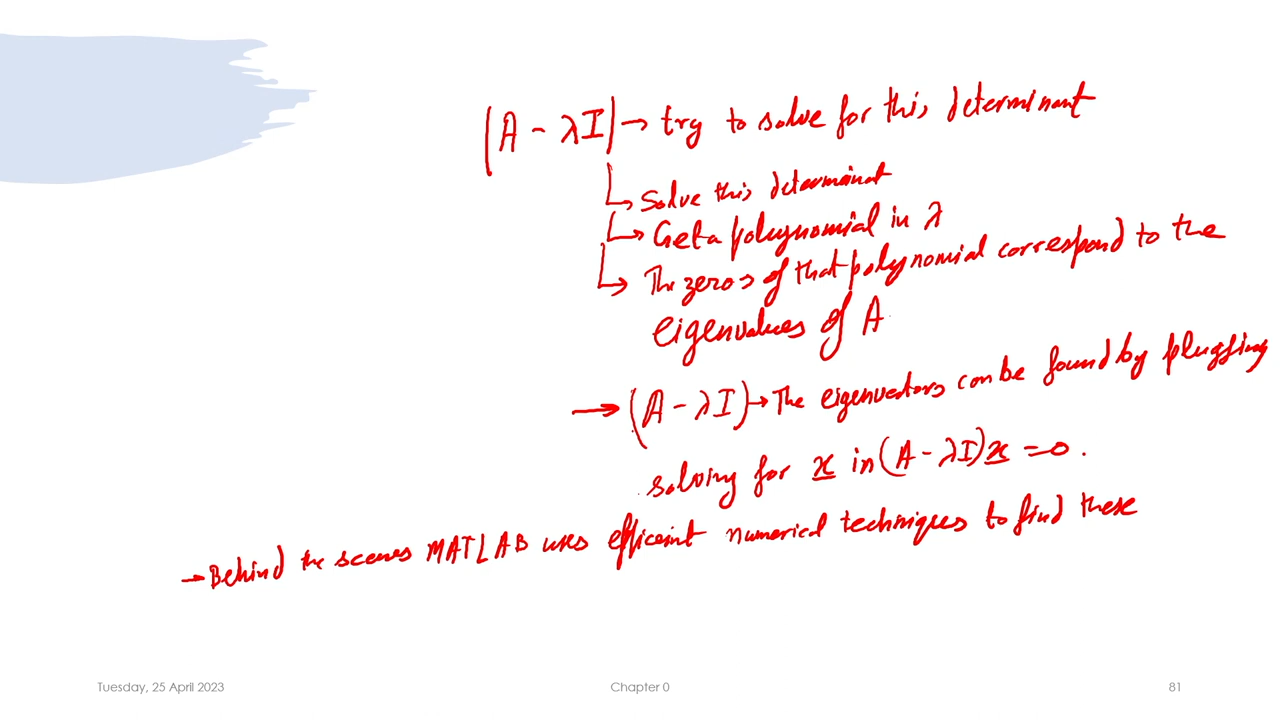 |A - λI| → try to solve for this determinant
↳ Solve this determinat
↳ Get a polynomial in λ
↳ The zeros of that polynomial correspond to the
eigenvalues of A
→ (A - λI) → The eigenvectors can be found by plugging
solving for x in (A - λI)x = 0.
→ Behind the scenes MATLAB uses efficeint numerical techniques to find these
Tuesday, 25 April 2023
Chapter 0
81